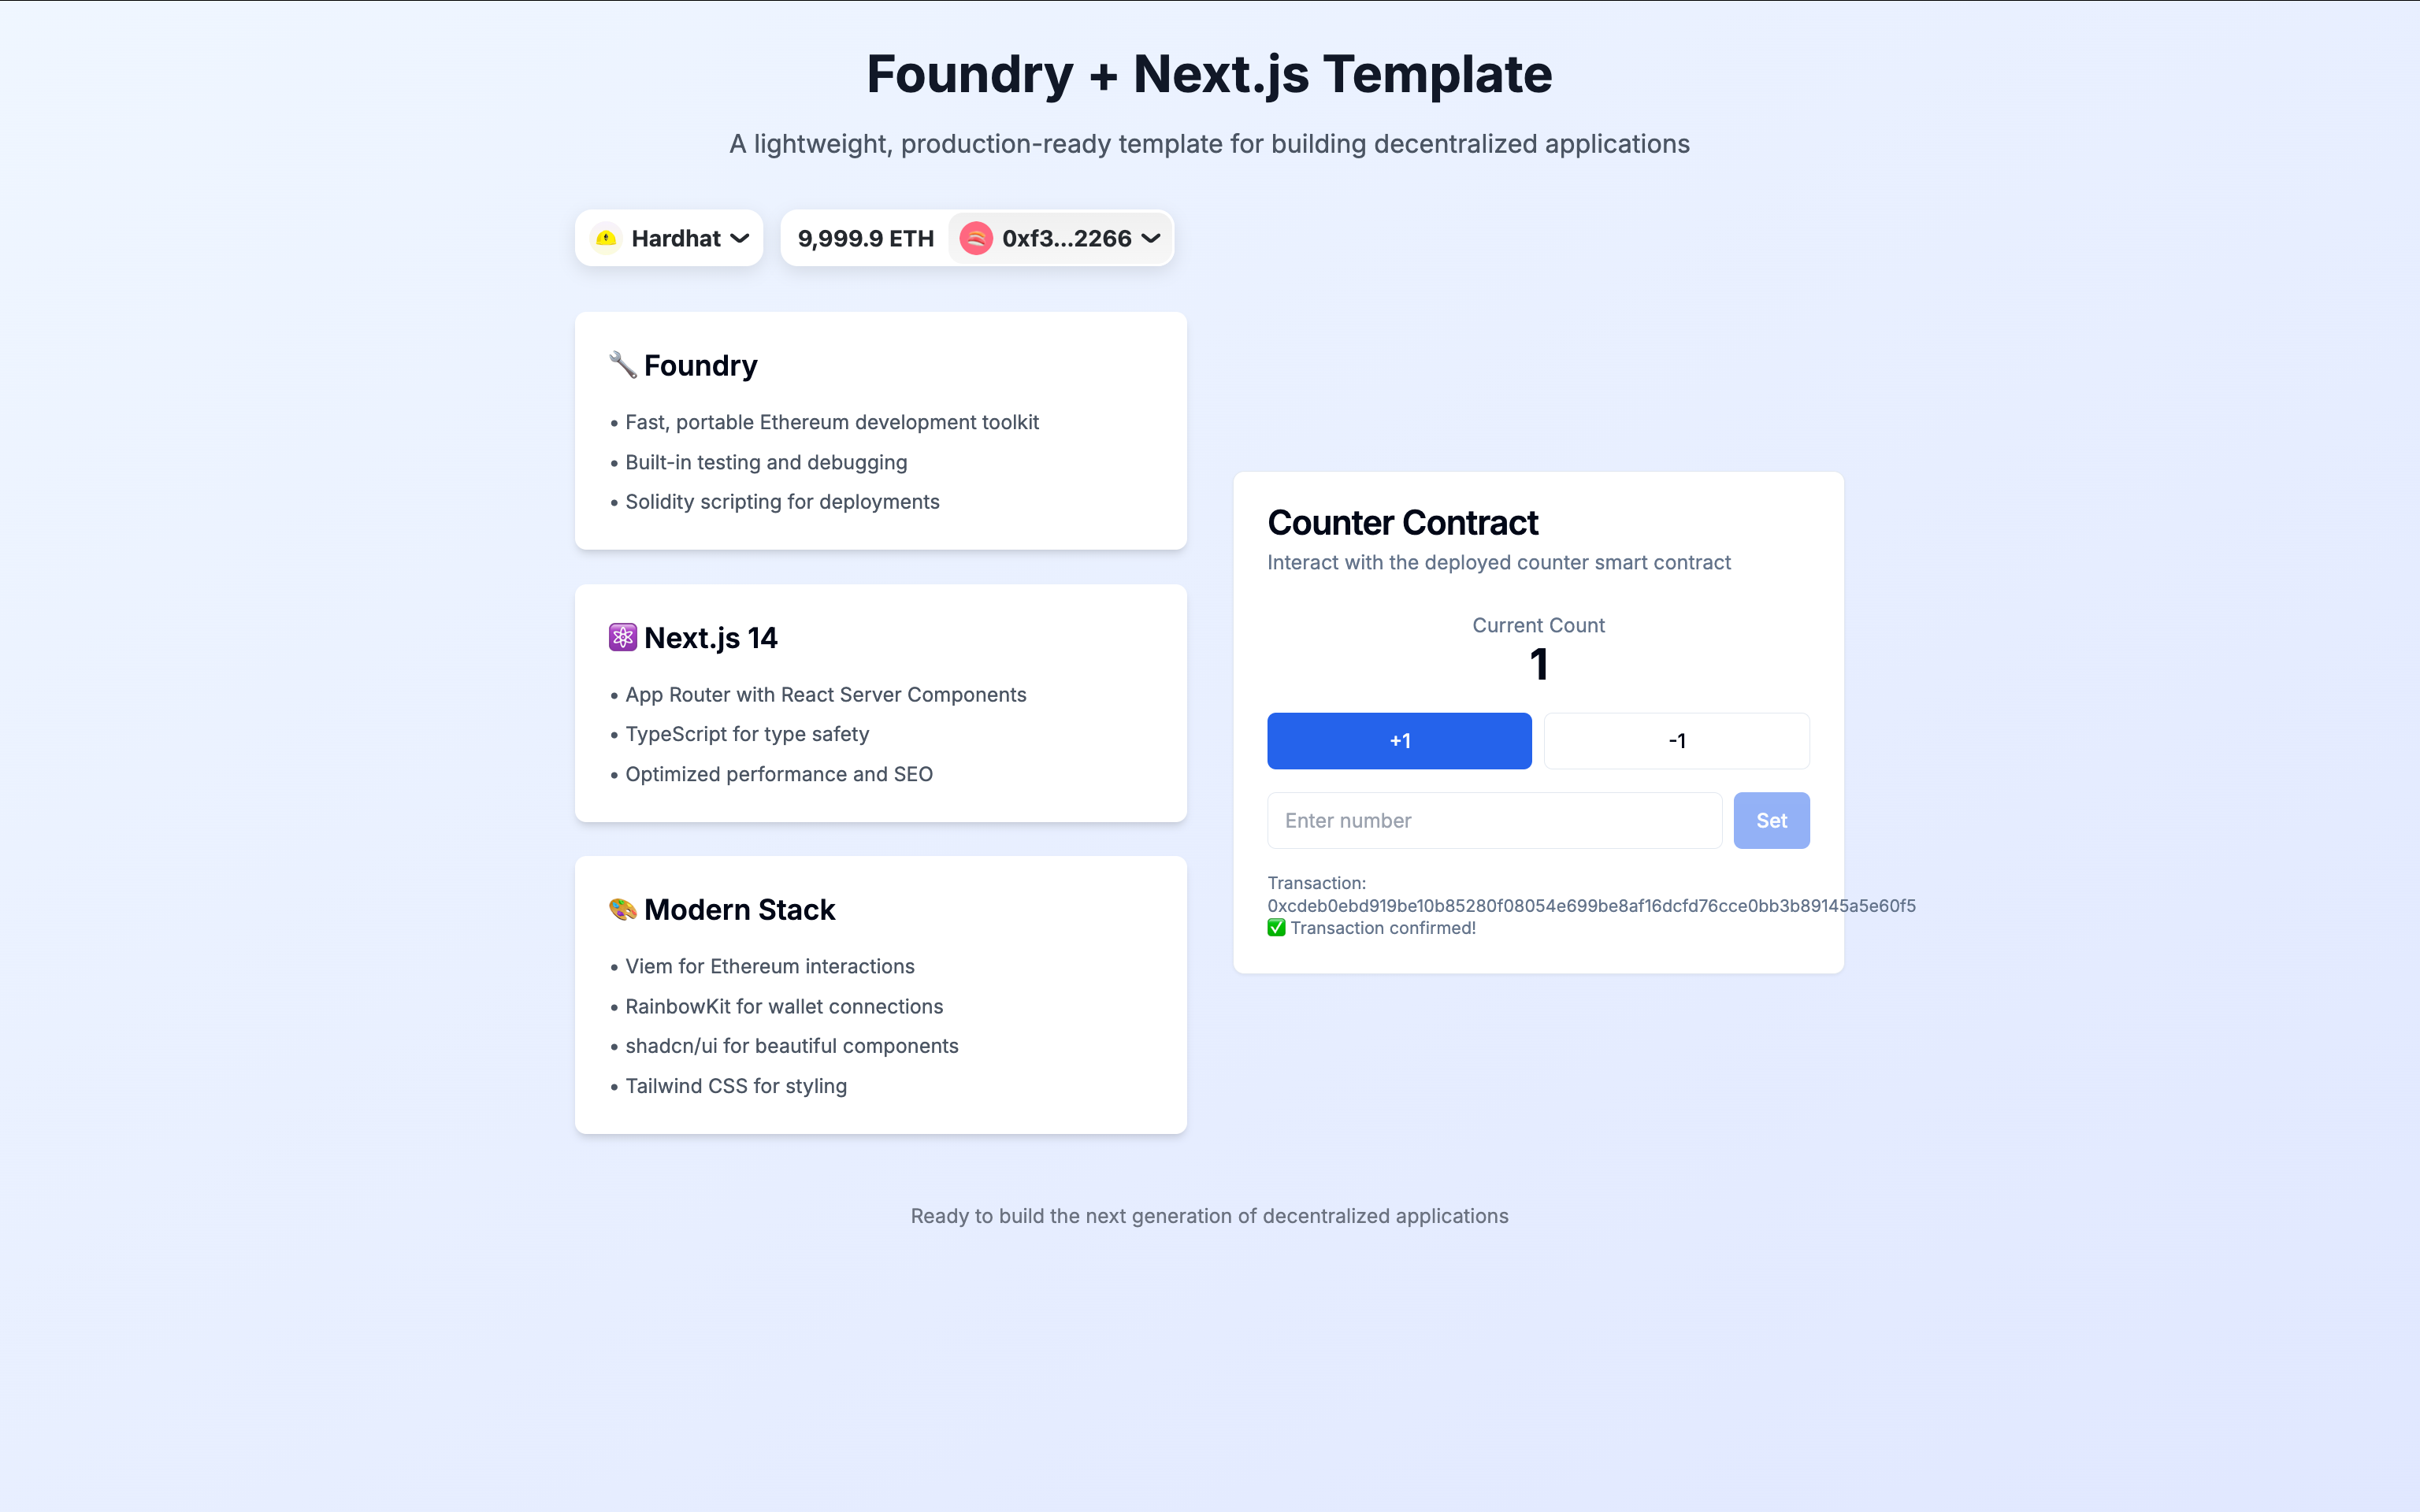 Foundry + Next.js Template
A lightweight, production-ready template for building decentralized applications
Hardhat
9,999.9 ETH
0xf3...2266
🔧 Foundry
• Fast, portable Ethereum development toolkit
• Built-in testing and debugging
• Solidity scripting for deployments
⚛️ Next.js 14
• App Router with React Server Components
• TypeScript for type safety
• Optimized performance and SEO
🎨 Modern Stack
• Viem for Ethereum interactions
• RainbowKit for wallet connections
• shadcn/ui for beautiful components
• Tailwind CSS for styling
Counter Contract
Interact with the deployed counter smart contract
Current Count
1
+1
-1
Enter number
Set
Transaction:
0xcdeb0ebd919be10b85280f08054e699be8af16dcfd76cce0bb3b89145a5e60f5
✅ Transaction confirmed!
Ready to build the next generation of decentralized applications